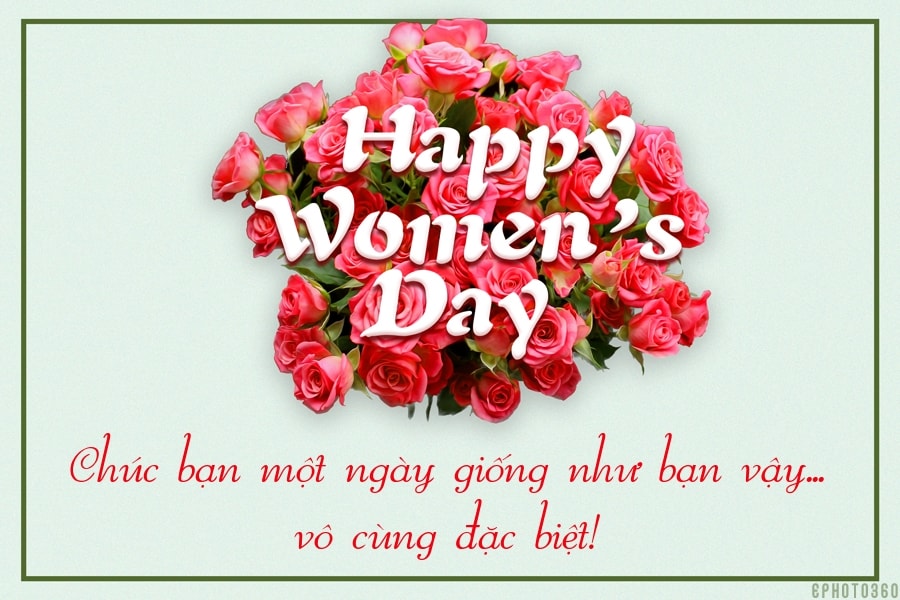 Happy
Women's
Day
Chúc bạn một ngày giống như bạn vậy...
vô cùng đặc biệt!
EPHOTO360